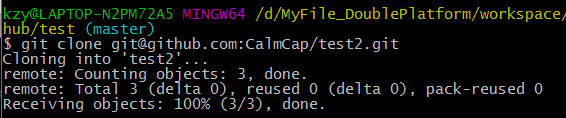 kzy@LAPTOP-N2PM72A5 MINGW64 /d/MyFile_DoublePlatform/workspace/
hub/test (master)
$ git clone git@github.com:CalmCap/test2.git
Cloning into 'test2'...
remote: Counting objects: 3, done.
remote: Total 3 (delta 0), reused 0 (delta 0), pack-reused 0
Receiving objects: 100% (3/3), done.